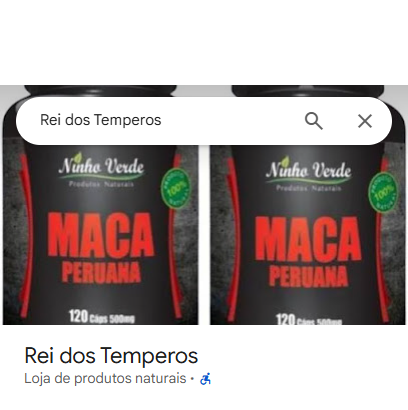 Rei dos Temperos
Ninho Verde
Produtos Naturais
100%
MACA
PERUANA
120 Cáps 500mg
Ninho Verde
Produtos Naturais
100%
MACA
PERUANA
120 Cáps 500mg
Rei dos Temperos
Loja de produtos naturais ·